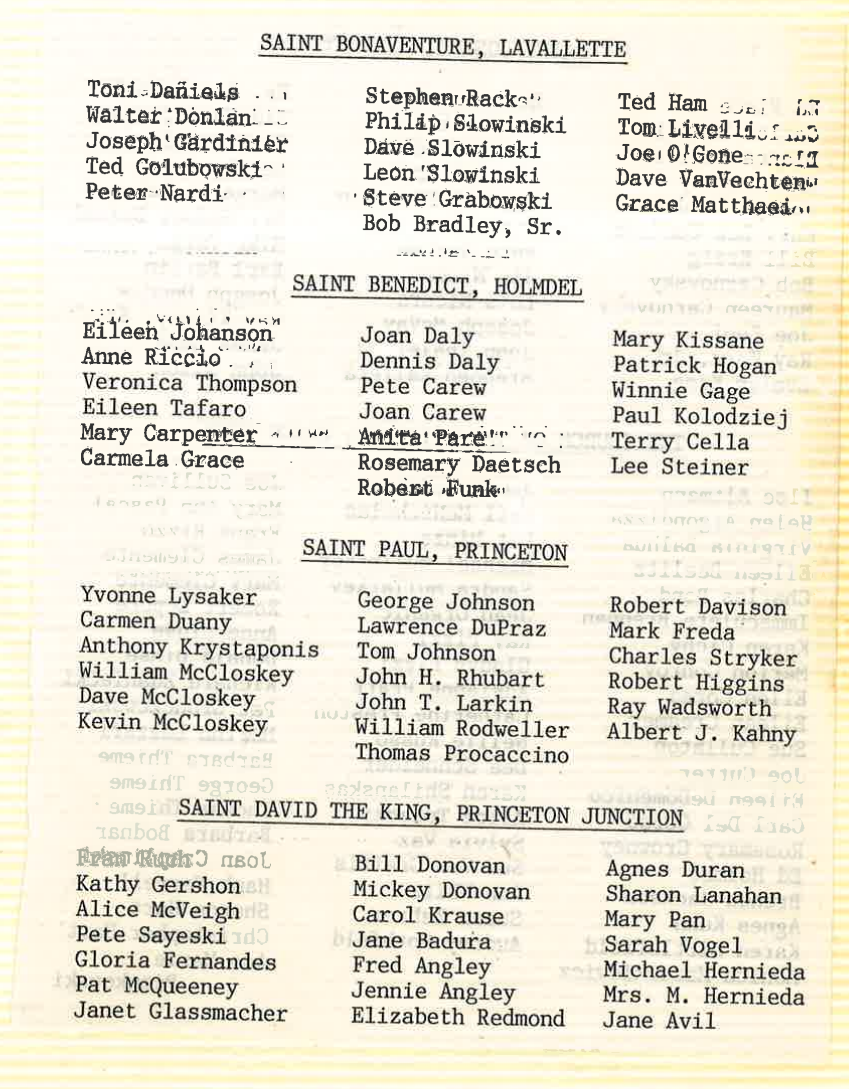 SAINT BONAVENTURE, LAVALLETTE
Toni Daniels
Walter Donlan
Joseph Gardinier
Ted Golubowski
Peter Nardi
Stephen Rack
Philip Slowinski
Dave Slowinski
Leon Slowinski
Steve Grabowski
Bob Bradley, Sr.
Ted Ham
Tom Livelli
Joe O'Gone
Dave VanVechten
Grace Matthaei
SAINT BENEDICT, HOLMDEL
Eileen Johanson
Anne Riccio
Veronica Thompson
Eileen Tafaro
Mary Carpenter
Carmela Grace
Joan Daly
Dennis Daly
Pete Carew
Joan Carew
Anita Pare
Rosemary Daetsch
Robert Funk
Mary Kissane
Patrick Hogan
Winnie Gage
Paul Kolodziej
Terry Cella
Lee Steiner
SAINT PAUL, PRINCETON
Yvonne Lysaker
Carmen Duany
Anthony Krystaponis
William McCloskey
Dave McCloskey
Kevin McCloskey
George Johnson
Lawrence DuPraz
Tom Johnson
John H. Rhubart
John T. Larkin
William Rodweller
Thomas Procaccino
Robert Davison
Mark Freda
Charles Stryker
Robert Higgins
Ray Wadsworth
Albert J. Kahny
SAINT DAVID THE KING, PRINCETON JUNCTION
Fran
Kathy Gershon
Alice McVeigh
Pete Sayeski
Gloria Fernandes
Pat McQueeney
Janet Glassmacher
Bill Donovan
Mickey Donovan
Carol Krause
Jane Badura
Fred Angley
Jennie Angley
Elizabeth Redmond
Agnes Duran
Sharon Lanahan
Mary Pan
Sarah Vogel
Michael Hernieda
Mrs. M. Hernieda
Jane Avil